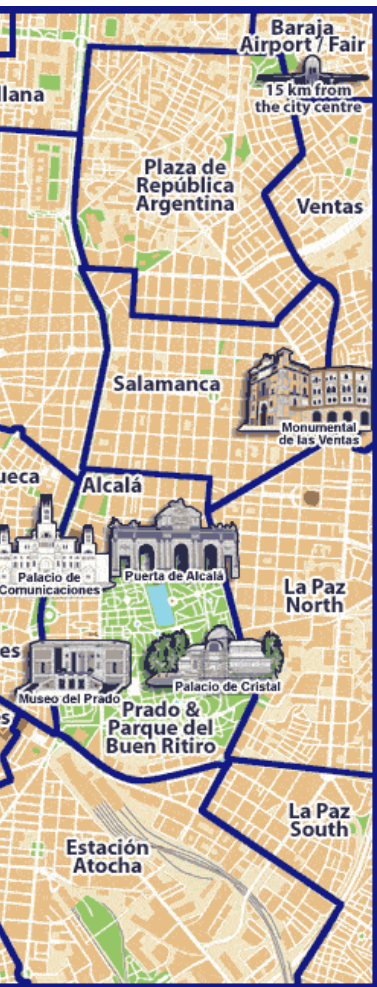 Baraja
Airport / Fair
15 km from
the city centre
llana
Plaza de
República
Argentina
Ventas
Salamanca
Monumental
de las Ventas
ueca
Alcalá
Palacio de
Comunicaciones
Puerta de Alcalá
La Paz
North
es
Museo del Prado
Palacio de Cristal
Prado &
Parque del
Buen Ritiro
es
La Paz
South
Estación
Atocha